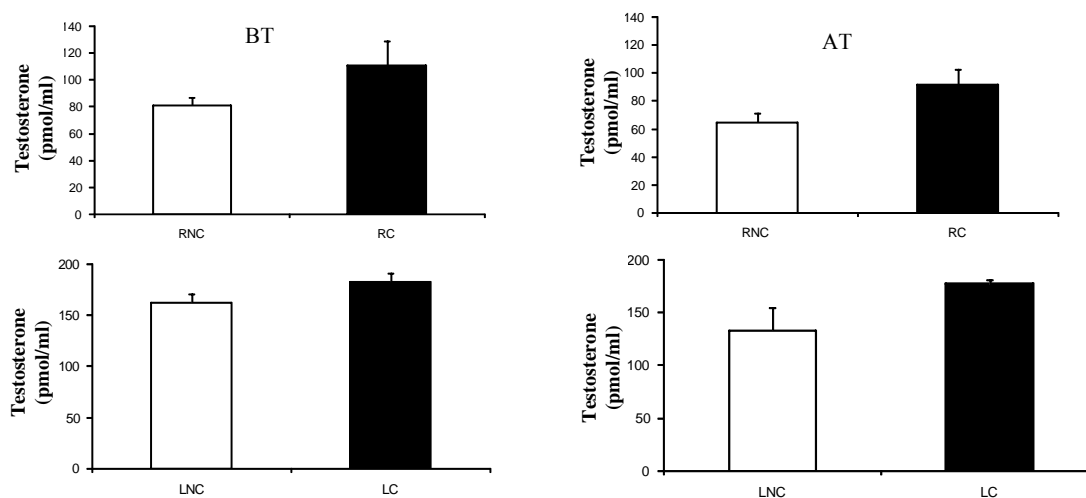 BT
Testosterone
(pmol/ml)
140
120
100
80
60
40
20
0
RNC RC
AT
Testosterone
(pmol/ml)
140
120
100
80
60
40
20
0
RNC RC
Testosterone
(pmol/ml)
200
150
100
50
0
LNC LC
Testosterone
(pmol/ml)
200
150
100
50
0
LNC LC